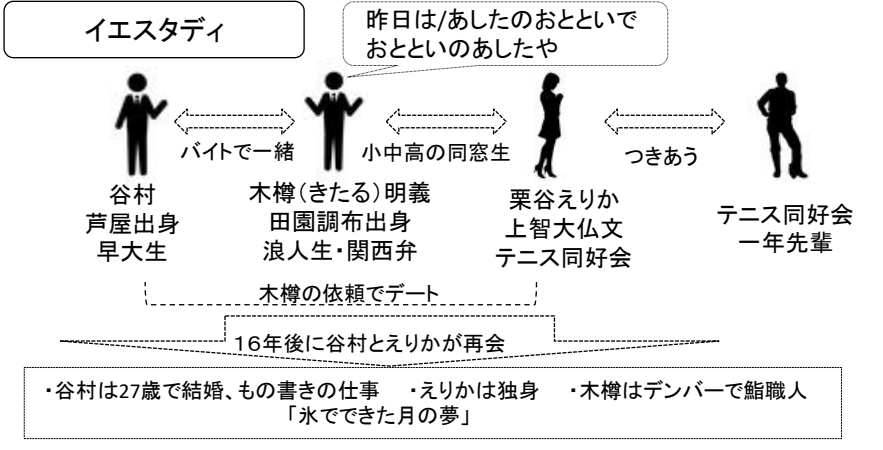 イエスタディ
昨日は/あしたのおとといで
おとといのあしたや
バイトで一緒
小中高の同窓生
つきあう
谷村
芦屋出身
早大生
木樽(きたる)明義
田園調布出身
浪人生・関西弁
栗谷えりか
上智大仏文
テニス同好会
テニス同好会
一年先輩
木樽の依頼でデート
16年後に谷村とえりかが再会
・谷村は27歳で結婚、もの書きの仕事 ・えりかは独身 ・木樽はデンバーで鮨職人
「氷でできた月の夢」